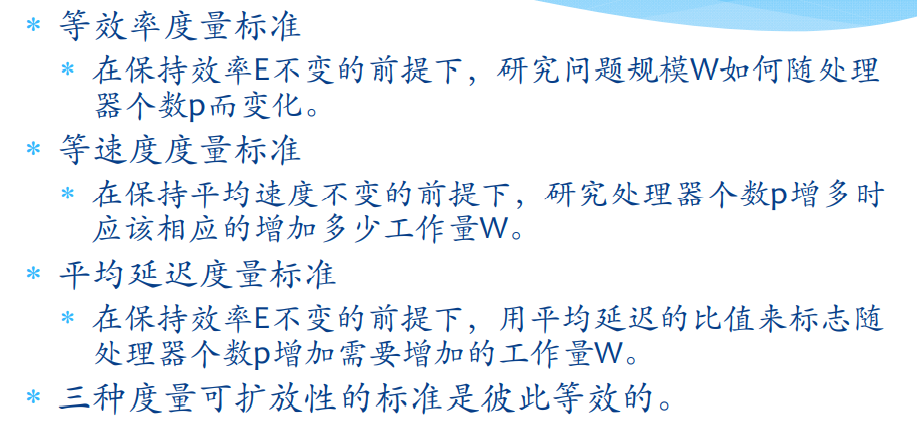 * 等效率度量标准
* 在保持效率E不变的前提下，研究问题规模W如何随处理
器个数p而变化。
* 等速度度量标准
* 在保持平均速度不变的前提下，研究处理器个数p增多时
应该相应的增加多少工作量W。
* 平均延迟度量标准
* 在保持效率E不变的前提下，用平均延迟的比值来标志随
处理器个数p增加需要增加的工作量W。
* 三种度量可扩放性的标准是彼此等效的。